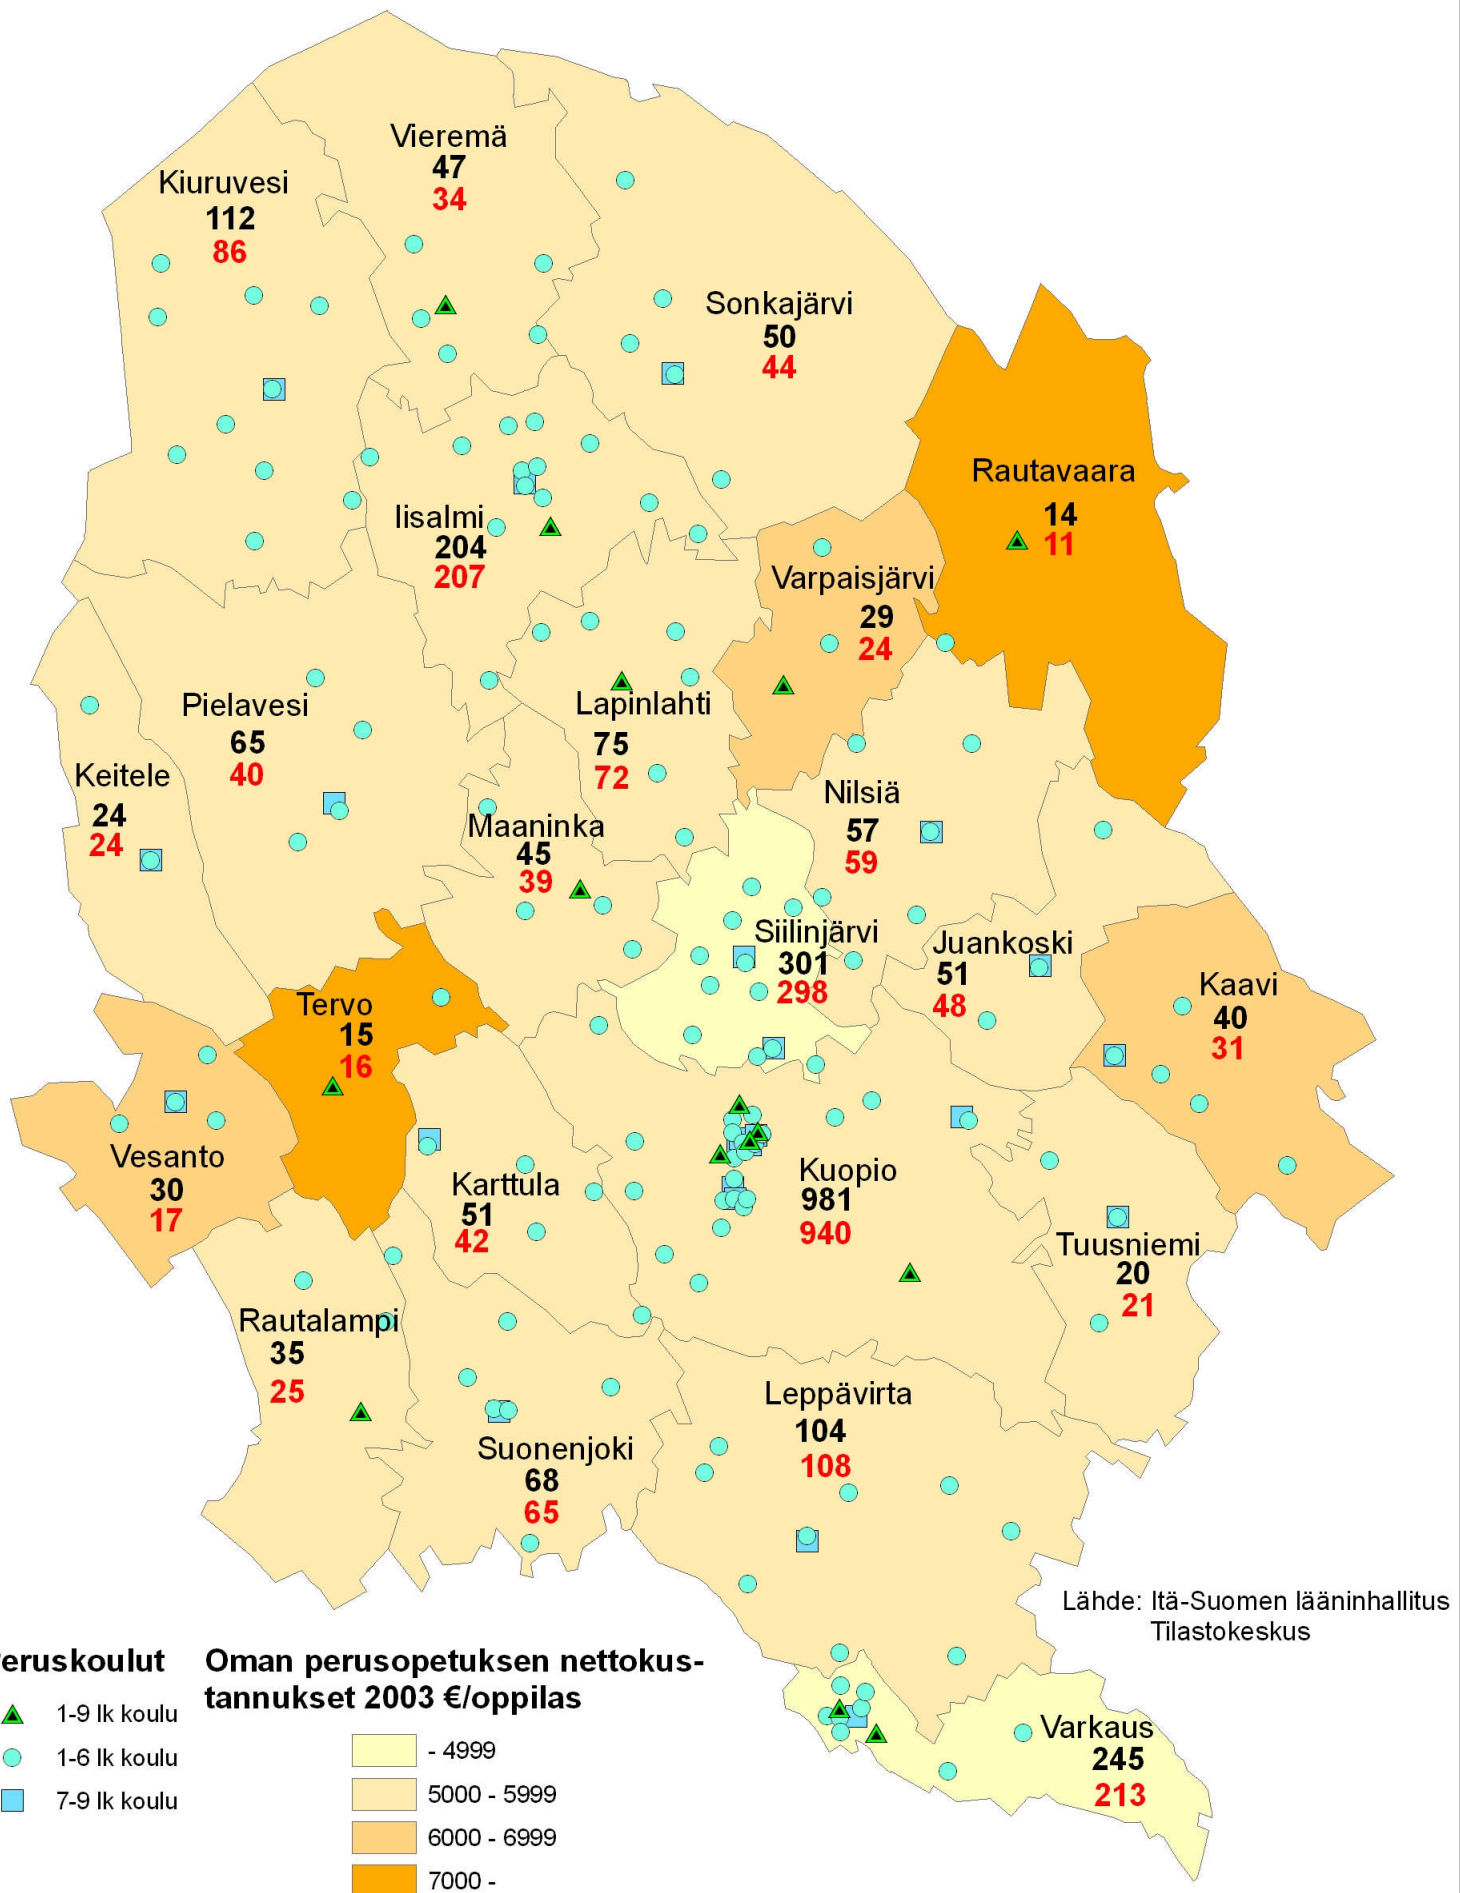 Vieremä
47
34
Kiuruvesi
112
86
Sonkajärvi
50
44
Rautavaara
14
11
Iisalmi
204
207
Varpaisjärvi
29
24
Lapinlahti
75
72
Pielavesi
65
40
Keitele
24
24
Nilsiä
57
59
Maaninka
45
39
Siilinjärvi
301
298
Juankoski
51
48
Kaavi
40
31
Tervo
15
16
Vesanto
30
17
Karttula
51
42
Kuopio
981
940
Tuusniemi
20
21
Rautalampi
35
25
Leppävirta
104
108
Suonenjoki
68
65
Lähde: Itä-Suomen lääninhallitus
Tilastokeskus
Varkaus
245
213
eruskoulut
1-9 lk koulu
1-6 lk koulu
7-9 lk koulu
Oman perusopetuksen nettokus-
tannukset 2003 €/oppilas
- 4999
5000 - 5999
6000 - 6999
7000 -